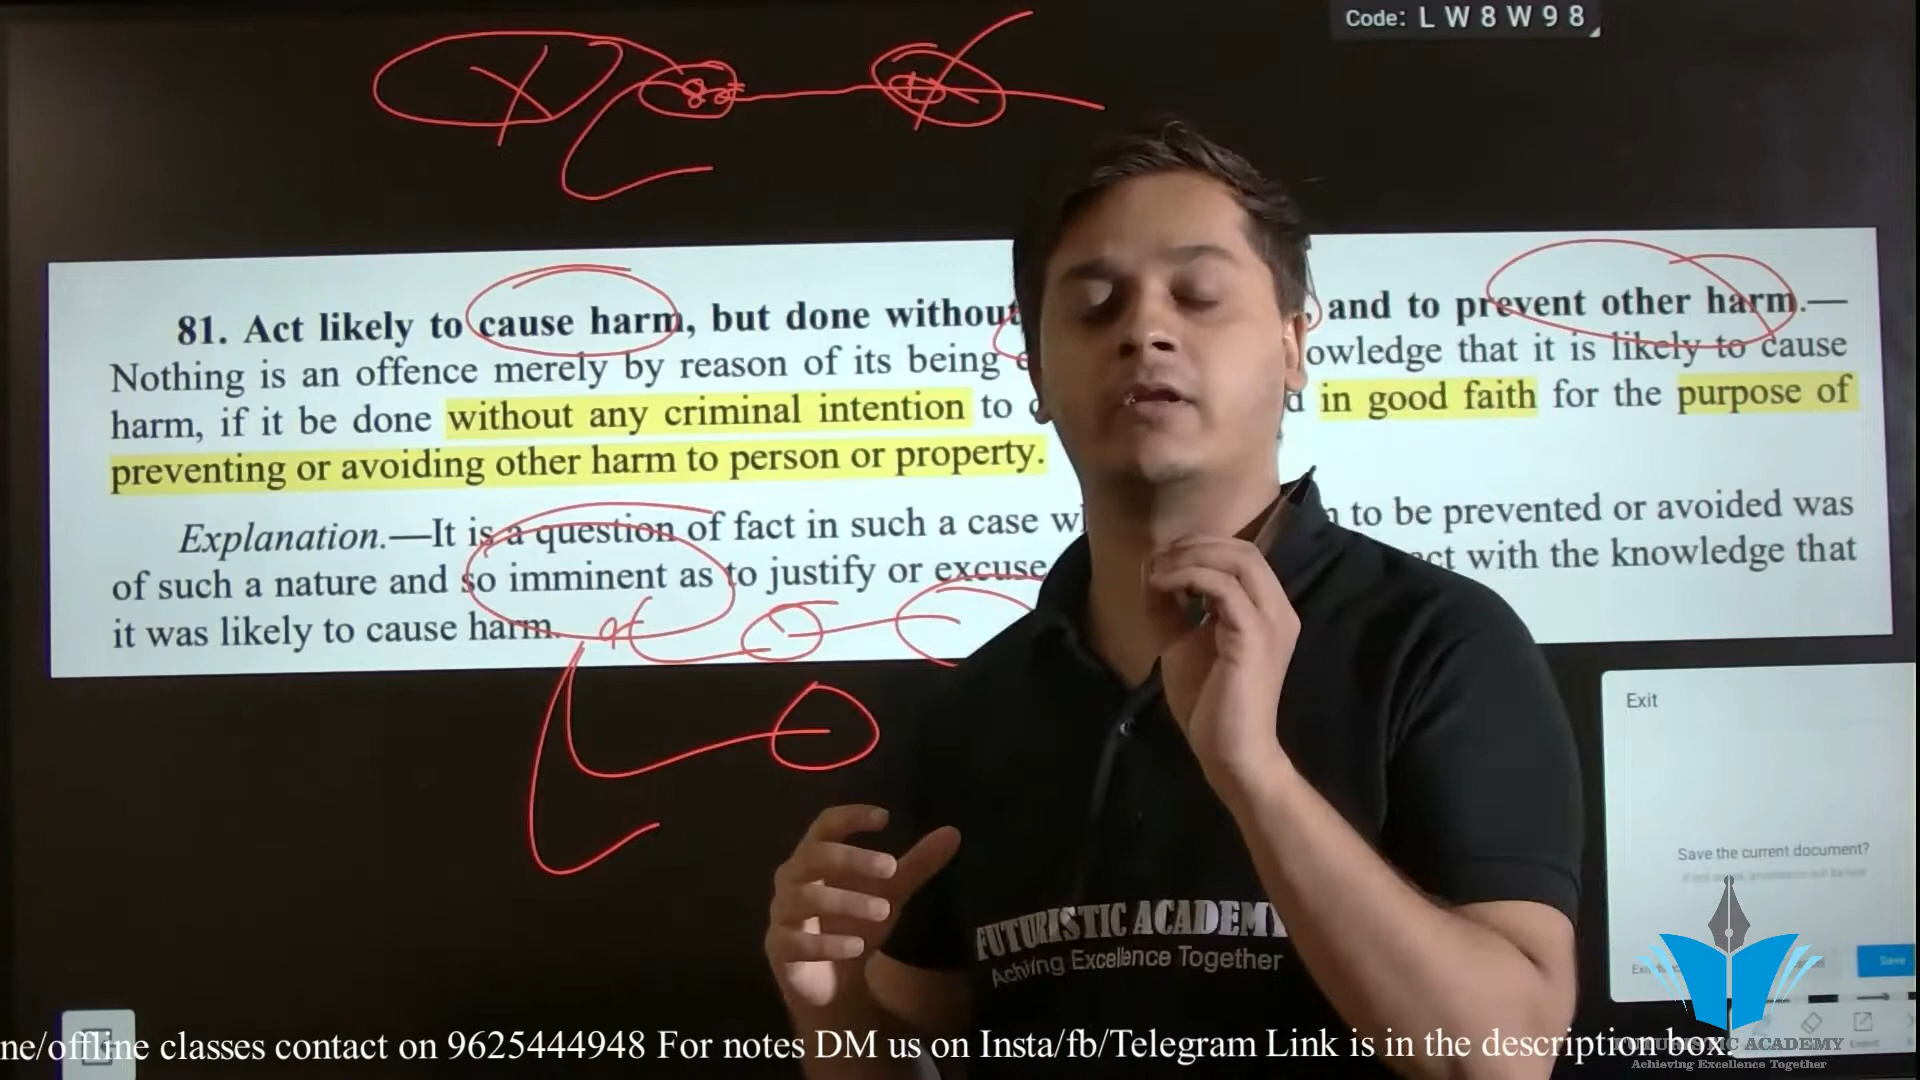 Code: L W 8 W 9 8
81. Act likely to cause harm, but done without , and to prevent other harm.—
Nothing is an offence merely by reason of its being owledge that it is likely to cause
harm, if it be done without any criminal intention to in good faith for the purpose of
preventing or avoiding other harm to person or property.
Explanation.—It is a question of fact in such a case to be prevented or avoided was
of such a nature and so imminent as to justify or excuse act with the knowledge that
it was likely to cause harm.
Exit
Save the current document?
Save
FUTURISTIC ACADEMY
Achiving Excellence Together
ne/offline classes contact on 9625444948 For notes DM us on Insta/fb/Telegram Link is in the description box.
FUTURISTIC ACADEMY
Achieving Excellence Together